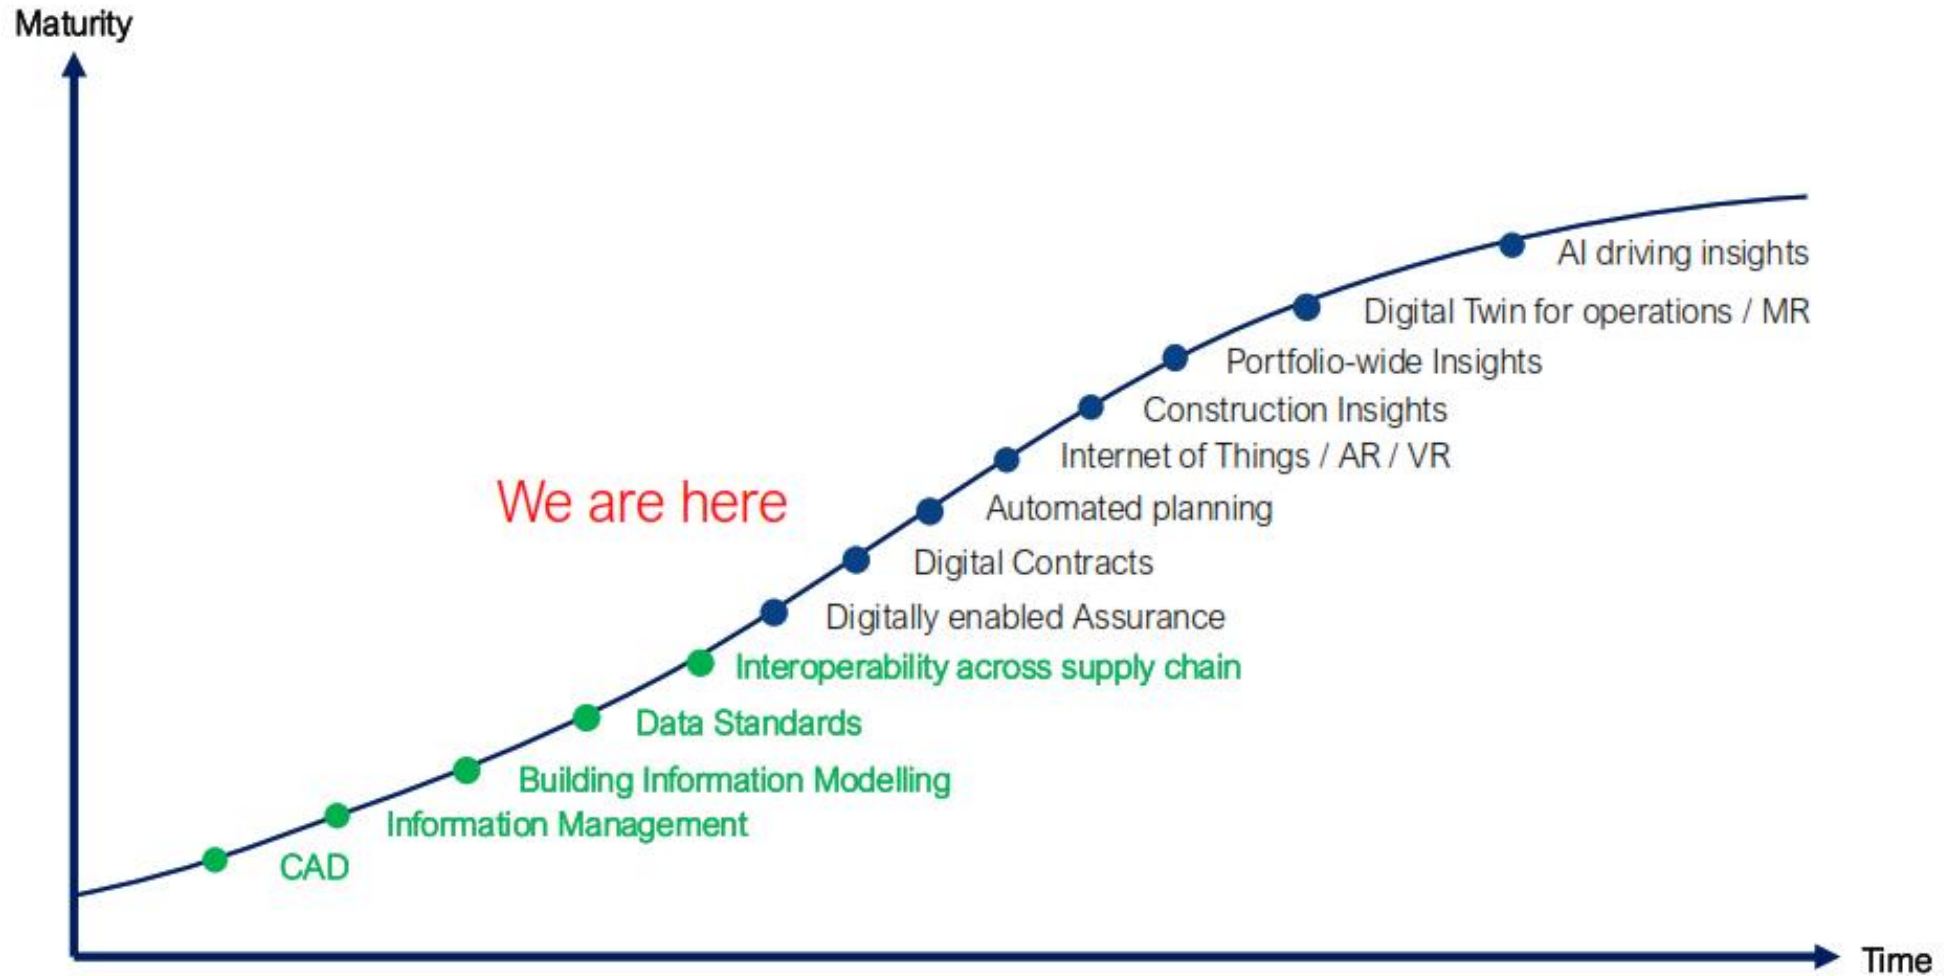 Maturity
AI driving insights
Digital Twin for operations / MR
Portfolio-wide Insights
Construction Insights
Internet of Things / AR / VR
We are here
Automated planning
Digital Contracts
Digitally enabled Assurance
Interoperability across supply chain
Data Standards
Building Information Modelling
Information Management
CAD
Time